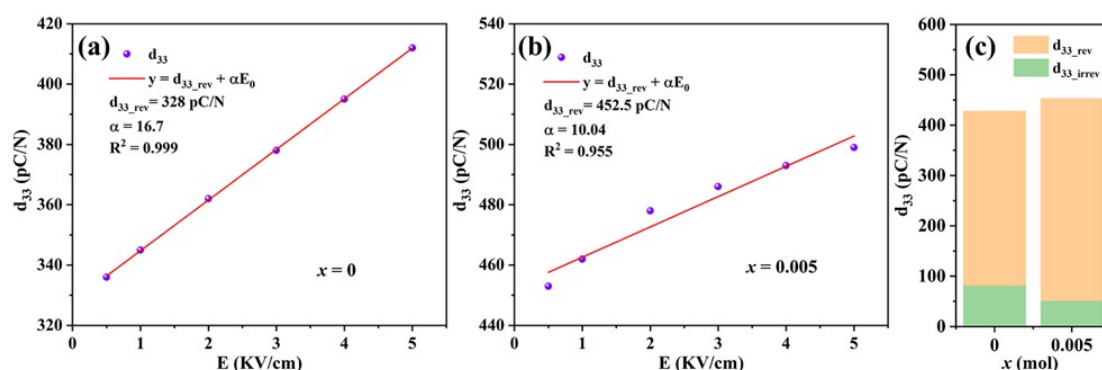 (a)
d33
y = d33_rev + αE0
d33_rev= 328 pC/N
α = 16.7
R2 = 0.999
x = 0
420
400
380
360
340
320
d33 (pC/N)
0 1 2 3 4 5
E (KV/cm)
(b)
d33
y = d33_rev + αE0
d33_rev= 452.5 pC/N
α = 10.04
R2 = 0.955
x = 0.005
540
520
500
480
460
440
d33 (pC/N)
0 1 2 3 4 5
E (KV/cm)
(c)
d33_rev
d33_irrev
600
500
400
300
200
100
0
d33 (pC/N)
0 0.005
x (mol)